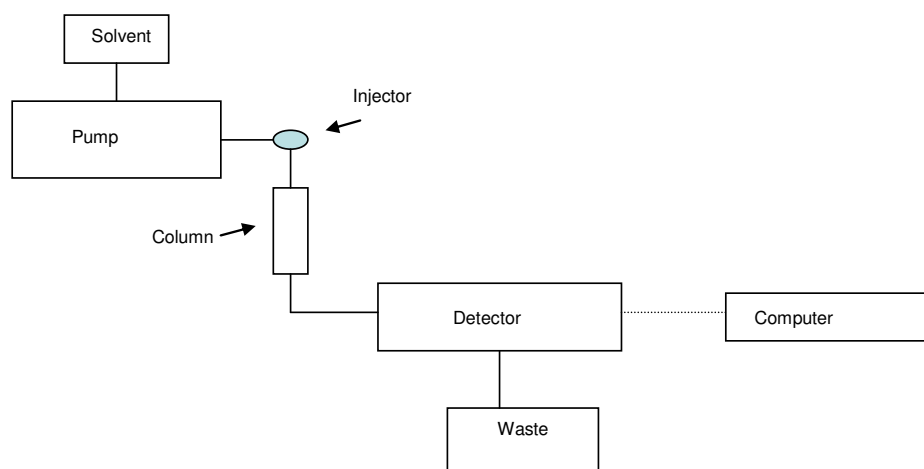 Solvent
Injector
Pump
Column
Detector
Computer
Waste